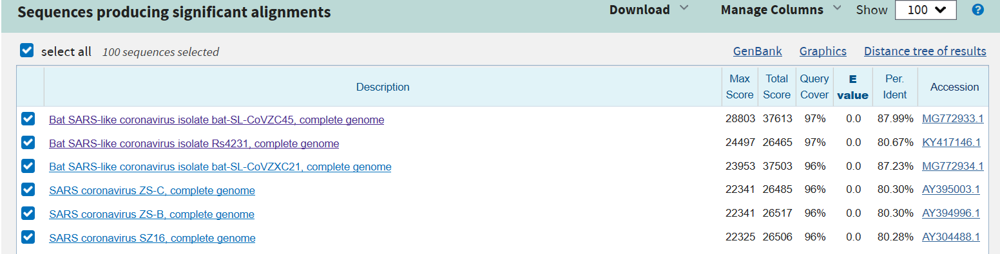 Sequences producing significant alignments Download Manage Columns Show 100 ?
select all 100 sequences selected GenBank Graphics Distance tree of results
Description Max Score Total Score Query Cover E value Per. Ident Accession
Bat SARS-like coronavirus isolate bat-SL-CoVZC45, complete genome 28803 37613 97% 0.0 87.99% MG772933.1
Bat SARS-like coronavirus isolate Rs4231, complete genome 24497 26465 97% 0.0 80.67% KY417146.1
Bat SARS-like coronavirus isolate bat-SL-CoVZXC21, complete genome 23953 37503 96% 0.0 87.23% MG772934.1
SARS coronavirus ZS-C, complete genome 22341 26485 96% 0.0 80.30% AY395003.1
SARS coronavirus ZS-B, complete genome 22341 26517 96% 0.0 80.30% AY394996.1
SARS coronavirus SZ16, complete genome 22325 26506 96% 0.0 80.28% AY304488.1